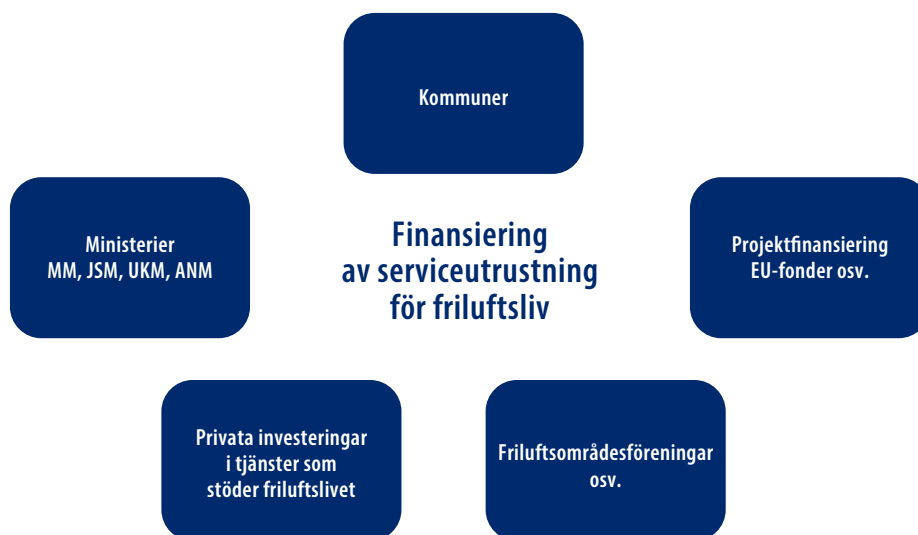 Kommuner
Ministerier
MM, JSM, UKM, ANM
Finansiering
av serviceutrustning
för friluftsliv
Projektfinansiering
EU-fonder osv.
Privata investeringar
i tjänster som
stöder friluftslivet
Friluftsområdesföreningar
osv.